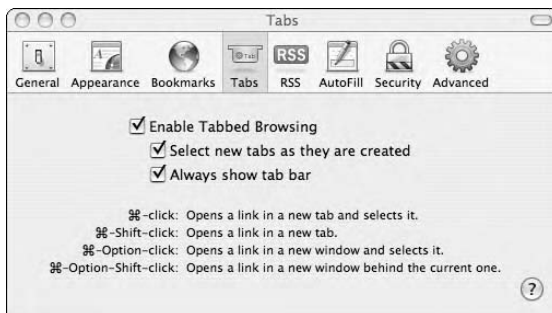 Tabs
General Appearance Bookmarks Tabs RSS AutoFill Security Advanced
Enable Tabbed Browsing
Select new tabs as they are created
Always show tab bar
⌘-click: Opens a link in a new tab and selects it.
⌘-Shift-click: Opens a link in a new tab.
⌘-Option-click: Opens a link in a new window and selects it.
⌘-Option-Shift-click: Opens a link in a new window behind the current one.
?